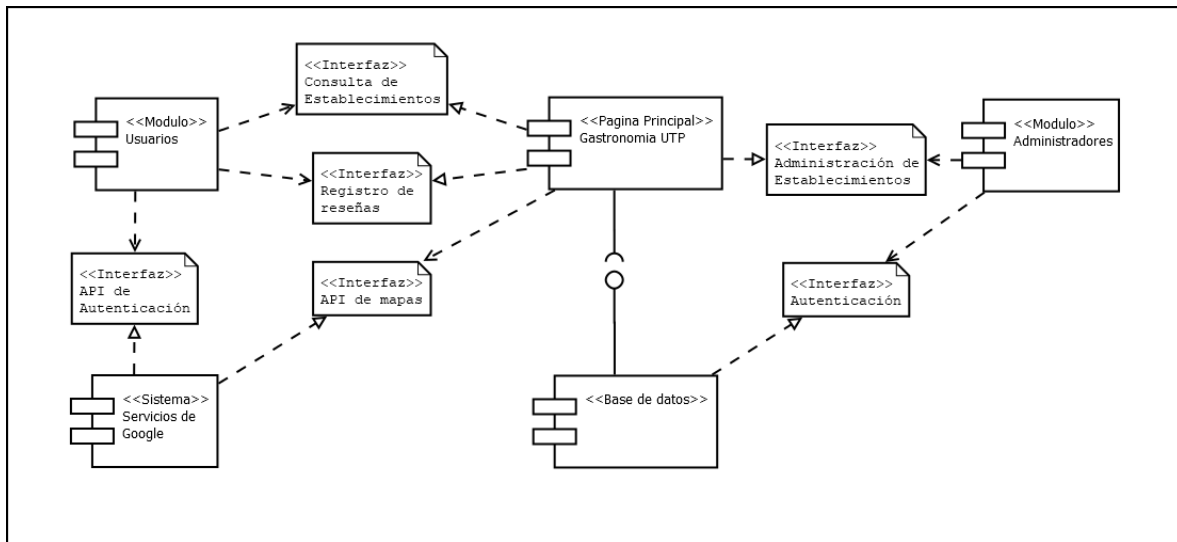 <<Interfaz>>
Consulta de
Establecimientos
<<Modulo>>
Usuarios
<<Pagina Principal>>
Gastronomia UTP
<<Modulo>>
Administradores
<<Interfaz>>
Administración de
Establecimientos
<<Interfaz>>
Registro de
reseñas
<<Interfaz>>
API de
Autenticación
<<Interfaz>>
API de mapas
<<Interfaz>>
Autenticación
<<Sistema>>
Servicios de
Google
<<Base de datos>>